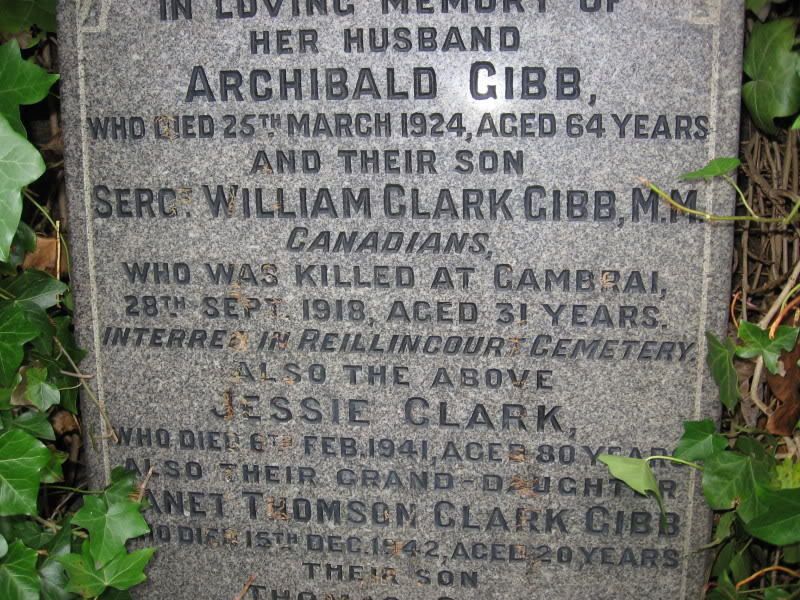 IN LOVING MEMORY OF
HER HUSBAND
ARCHIBALD GIBB,
WHO DIED 25TH MARCH 1924, AGED 64 YEARS
AND THEIR SON
SERGT WILLIAM CLARK GIBB, M.M.
CANADIANS,
WHO WAS KILLED AT CAMBRAI,
28TH SEPT. 1918, AGED 31 YEARS.
INTERRED IN REILLINCOURT CEMETERY.
ALSO THE ABOVE
JESSIE CLARK,
WHO DIED 6TH FEB. 1941, AGED 80 YEARS
ALSO THEIR GRAND-DAUGHTER
JANET THOMSON CLARK GIBB
WHO DIED 15TH DEC. 1942, AGED 20 YEARS
THEIR SON
THOMAS